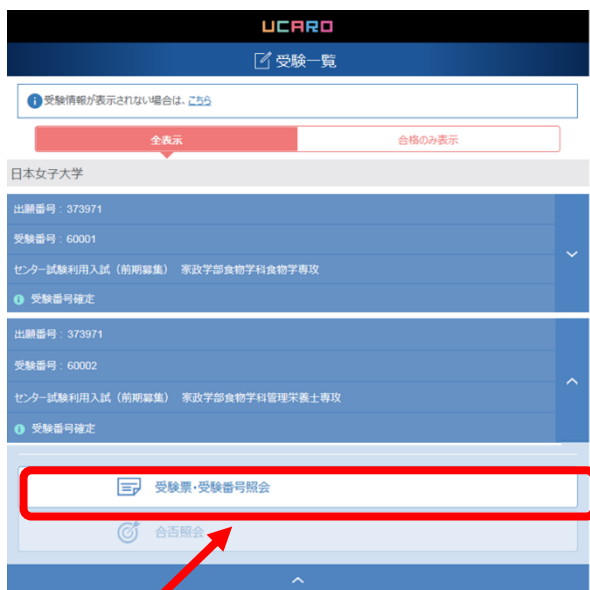 UCARO
受験一覧
受験情報が表示されない場合は、こちら
全表示 合格のみ表示
日本女子大学
出願番号：373971
受験番号：60001
センター試験利用入試（前期募集） 家政学部食物学科食物学専攻
受験番号確定
出願番号：373971
受験番号：60002
センター試験利用入試（前期募集） 家政学部食物学科管理栄養士専攻
受験番号確定
受験票・受験番号照会
合否照会